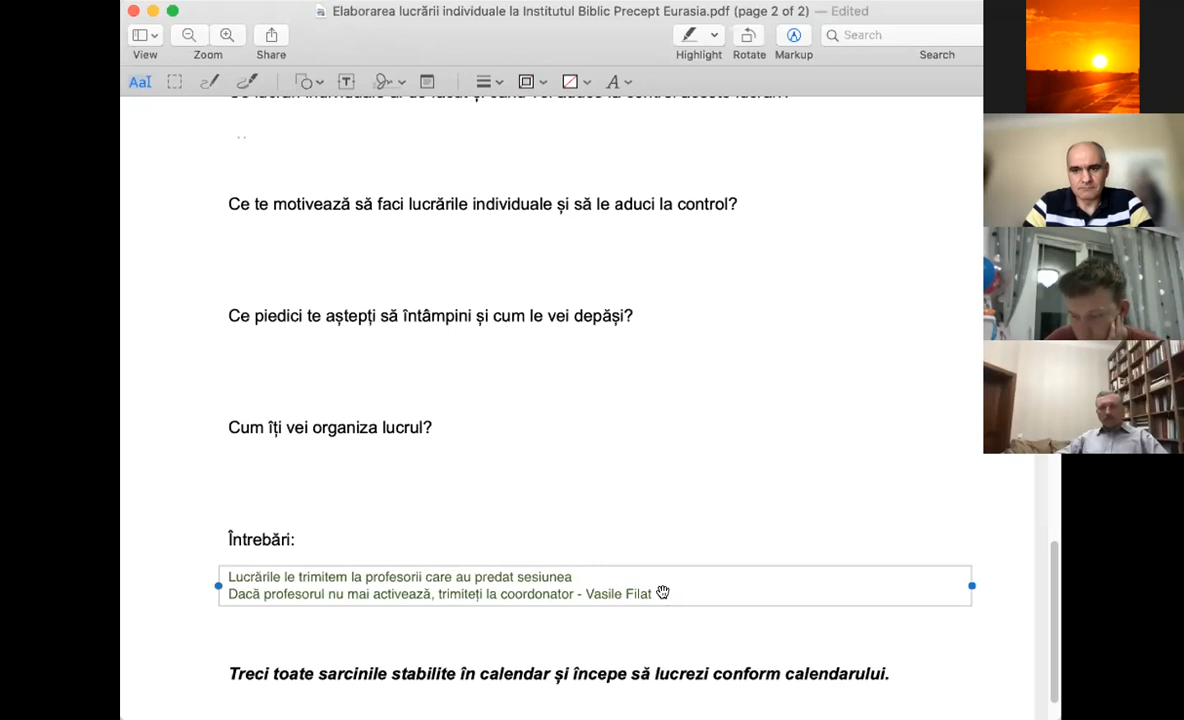 Elaborarea lucrării individuale la Institutul Biblic Precept Eurasia.pdf (page 2 of 2) — Edited
View
Zoom
Share
Highlight
Rotate
Markup
Search
Search
AaI
T
A
Ce te motivează să faci lucrările individuale și să le aduci la control?
Ce piedici te aștepți să întâmpini și cum le vei depăși?
Cum îți vei organiza lucrul?
Întrebări:
Lucrările le trimitem la profesorii care au predat sesiunea
Dacă profesorul nu mai activează, trimiteți la coordonator - Vasile Filat
Treci toate sarcinile stabilite în calendar și începe să lucrezi conform calendarului.